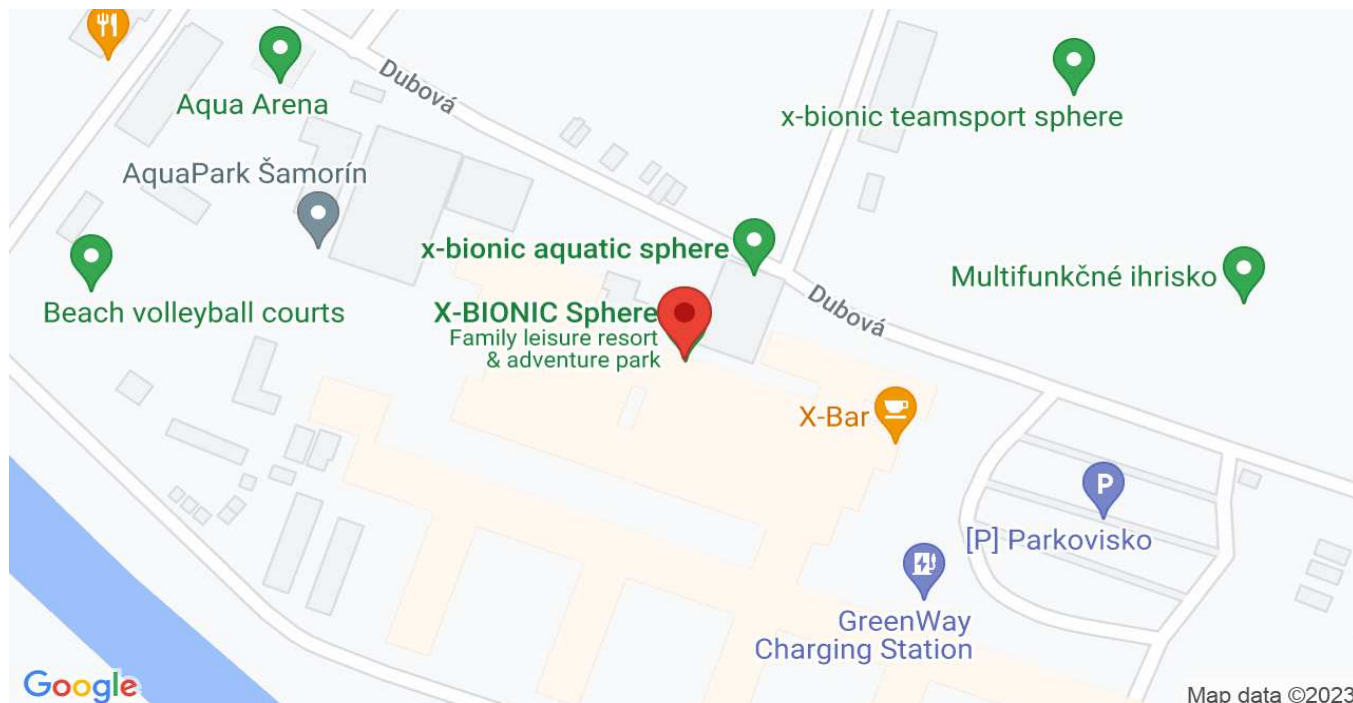 Dubová
Aqua Arena
x-bionic teamsport sphere
AquaPark Šamorín
x-bionic aquatic sphere
Multifunkčné ihrisko
Beach volleyball courts
X-BIONIC Sphere
Family leisure resort
& adventure park
Dubová
X-Bar
P
[P] Parkovisko
GreenWay
Charging Station
Google
Map data ©2023